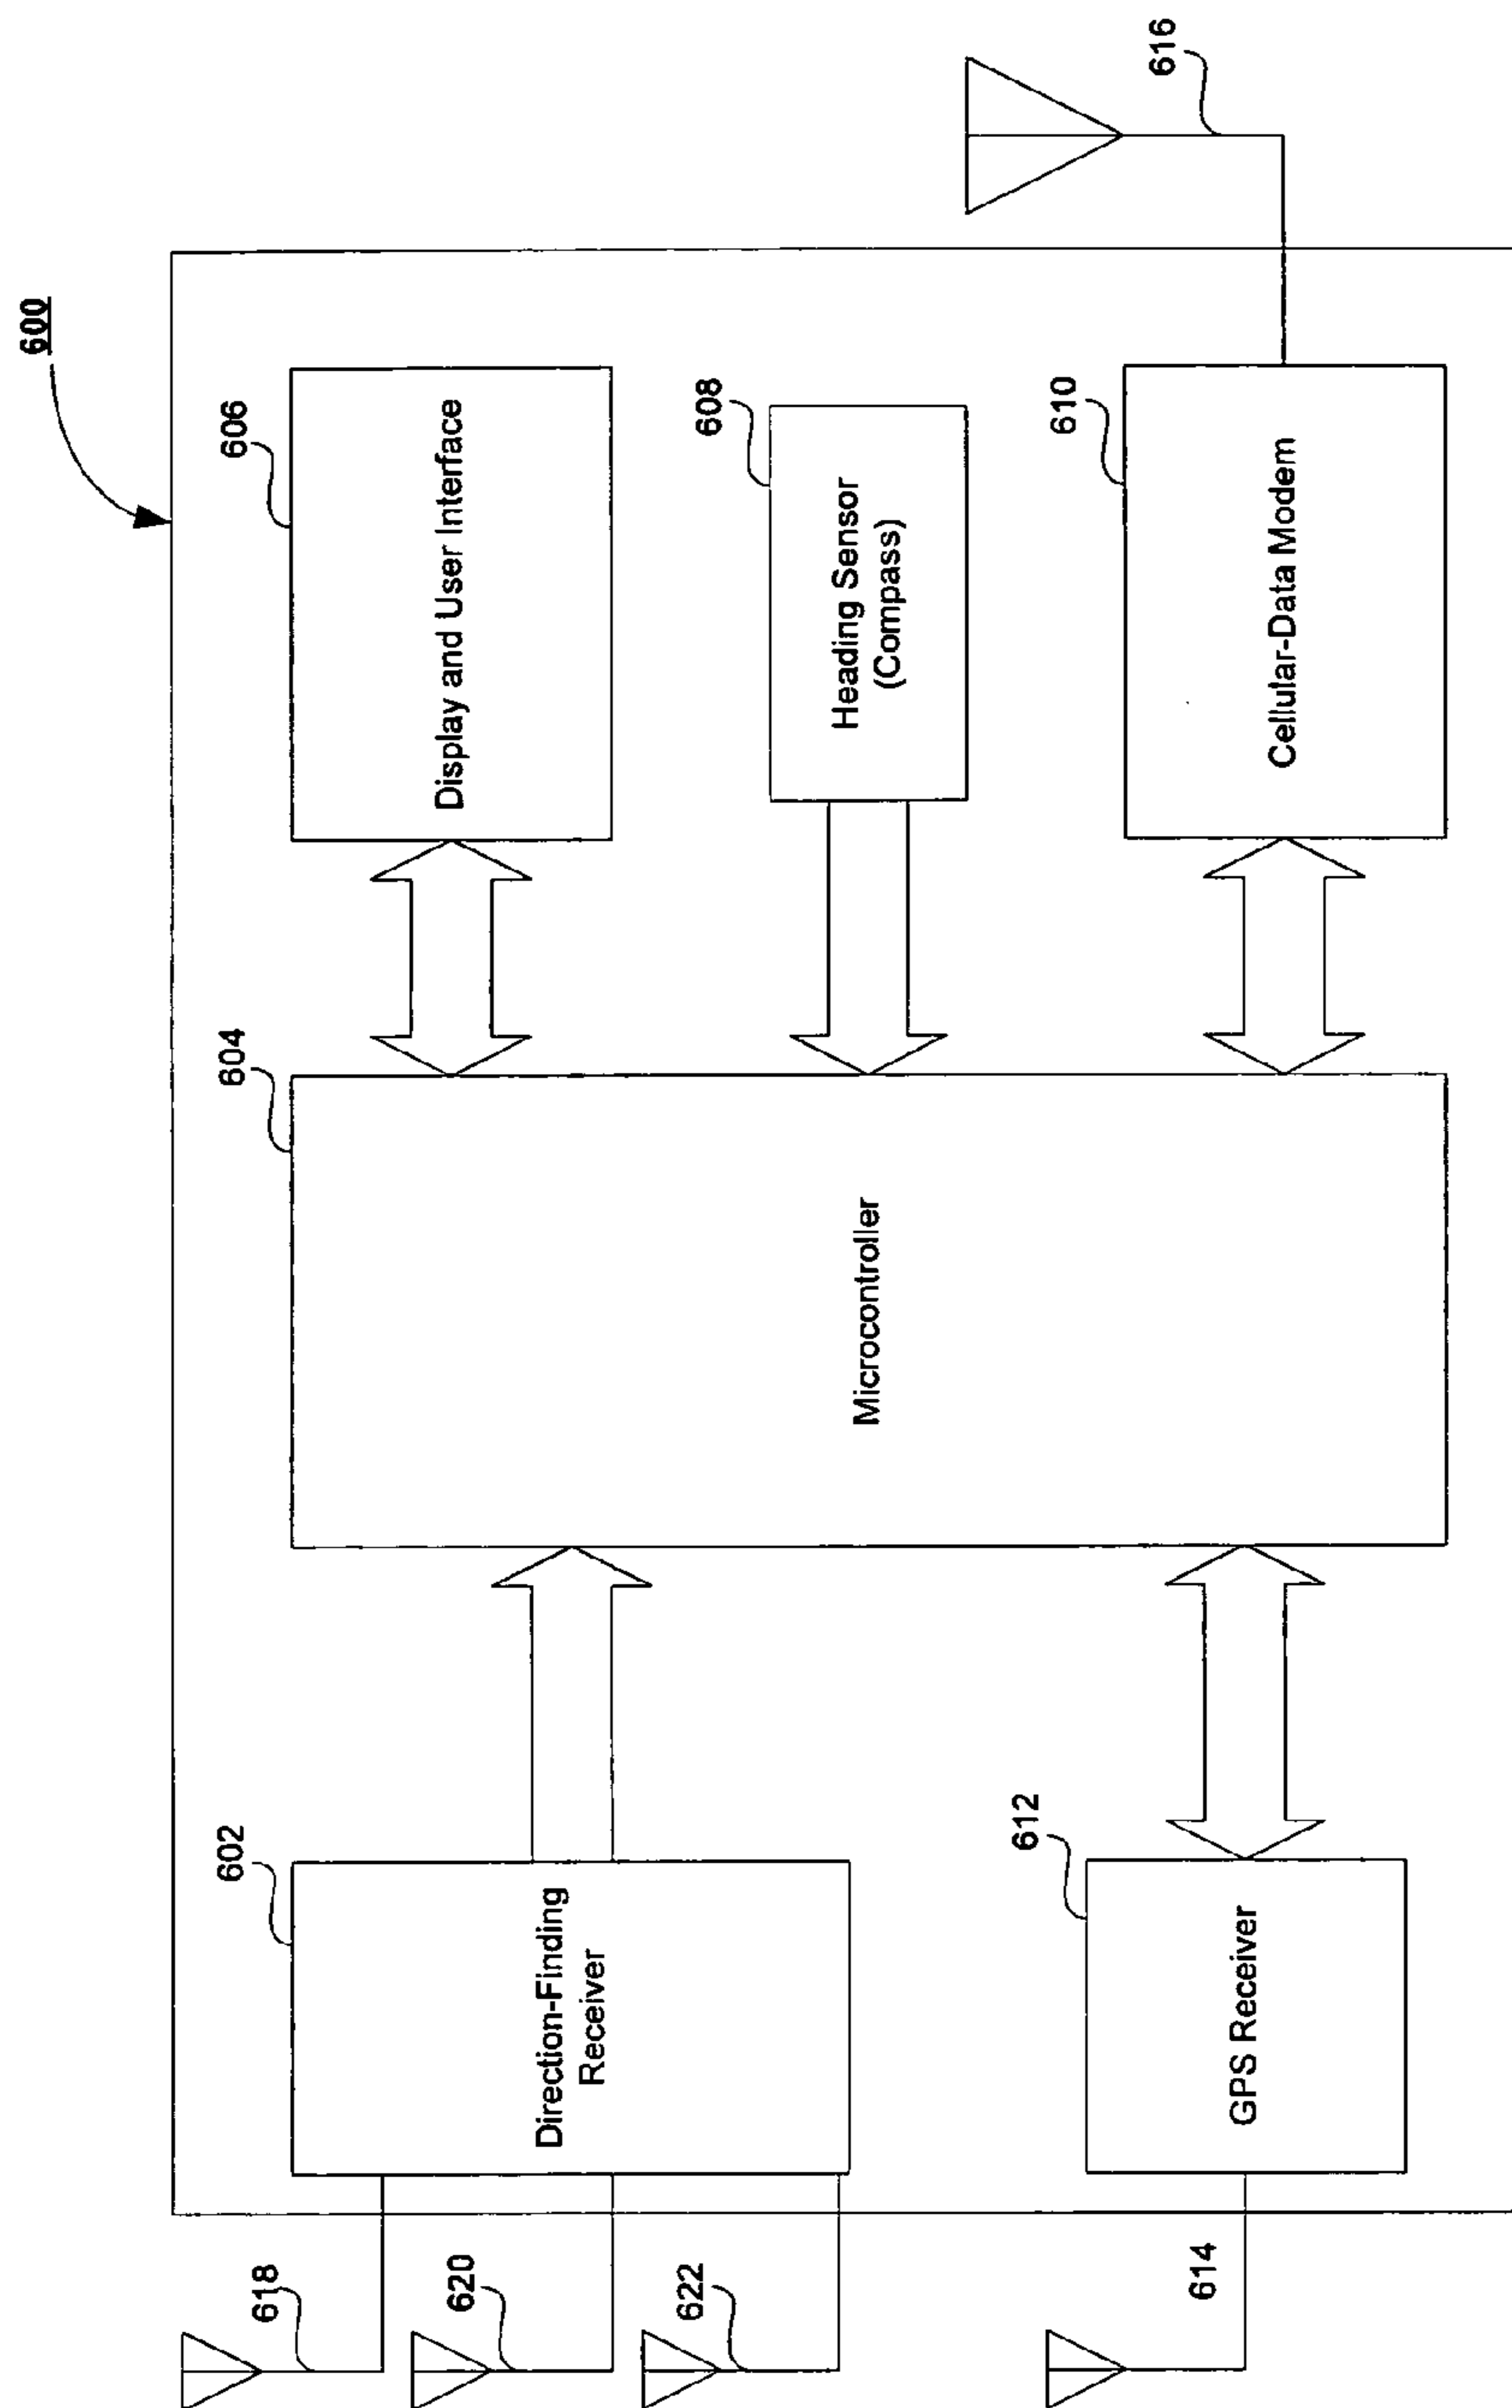 600
606
Display and User Interface
608
Heading Sensor
(Compass)
610
Cellular-Data Modem
616
604
Microcontroller
602
Direction-Finding
Receiver
612
GPS Receiver
618
620
622
614